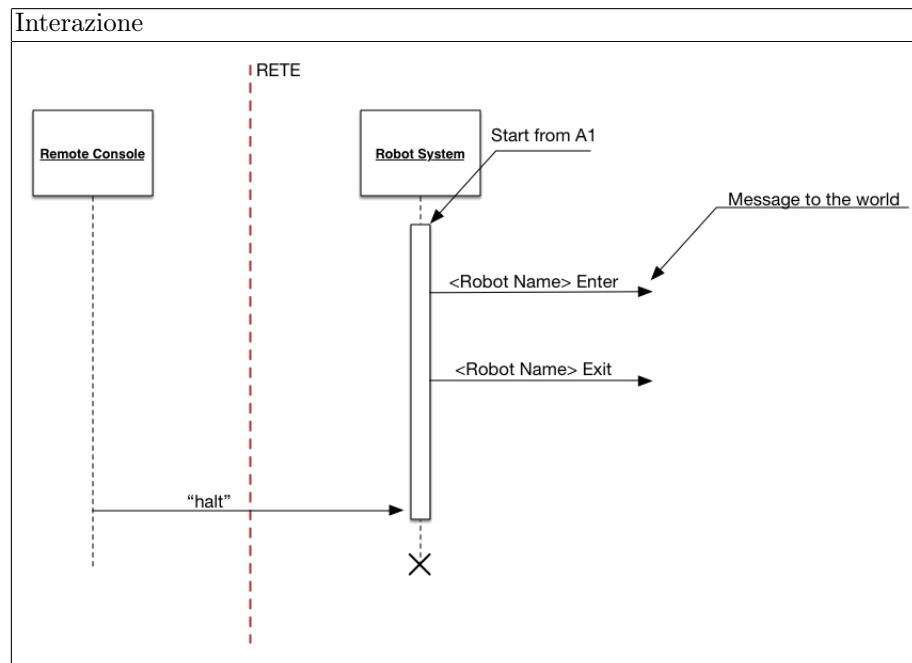 Interazione
RETE
Remote Console
Robot System
Start from A1
Message to the world
<Robot Name> Enter
<Robot Name> Exit
“halt”